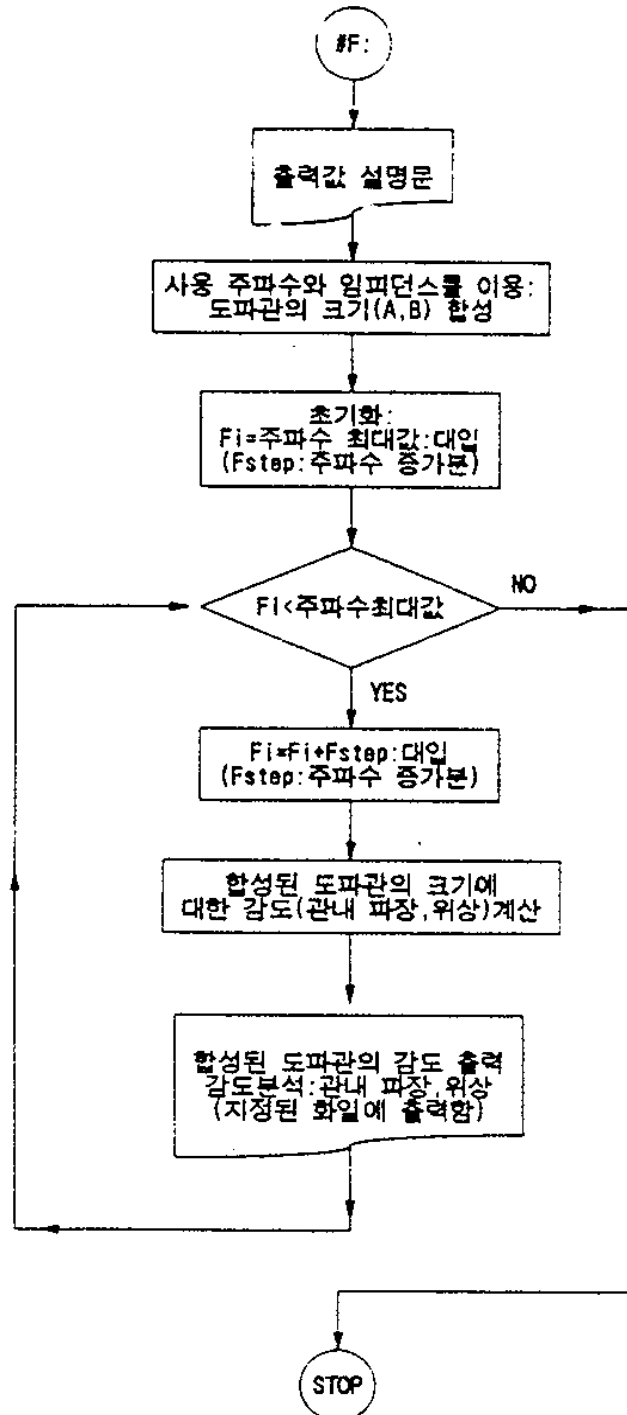 #F:
출력값 설명문
사용 주파수와 임피던스를 이용:
도파관의 크기(A,B) 합성
초기화:
Fi=주파수 최대값:대입
(Fstep:주파수 증가분)
Fi<주파수최대값
NO
YES
Fi=Fi+Fstep:대입
(Fstep:주파수 증가분)
합성된 도파관의 크기에
대한 감도(관내 파장,위상)계산
합성된 도파관의 감도 출력
감도분석:관내 파장,위상
(지정된 화일에 출력함)
STOP